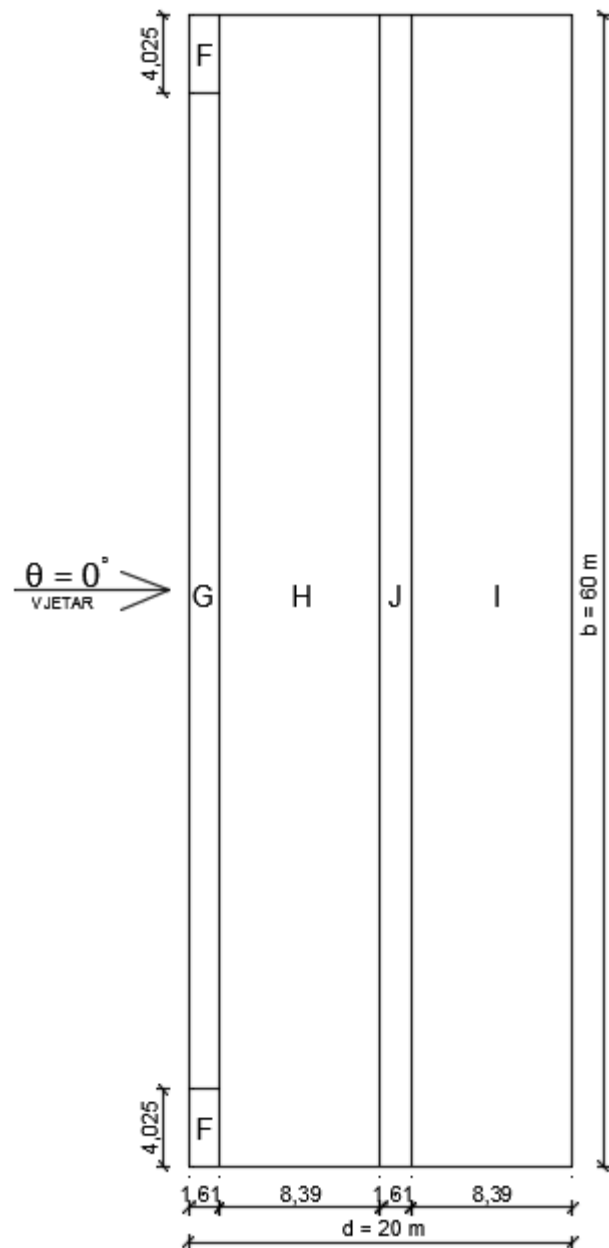 4,025
F
θ = 0°
VJETAR
G
H
J
I
b = 60 m
4,025
F
1,61
8,39
1,61
8,39
d = 20 m